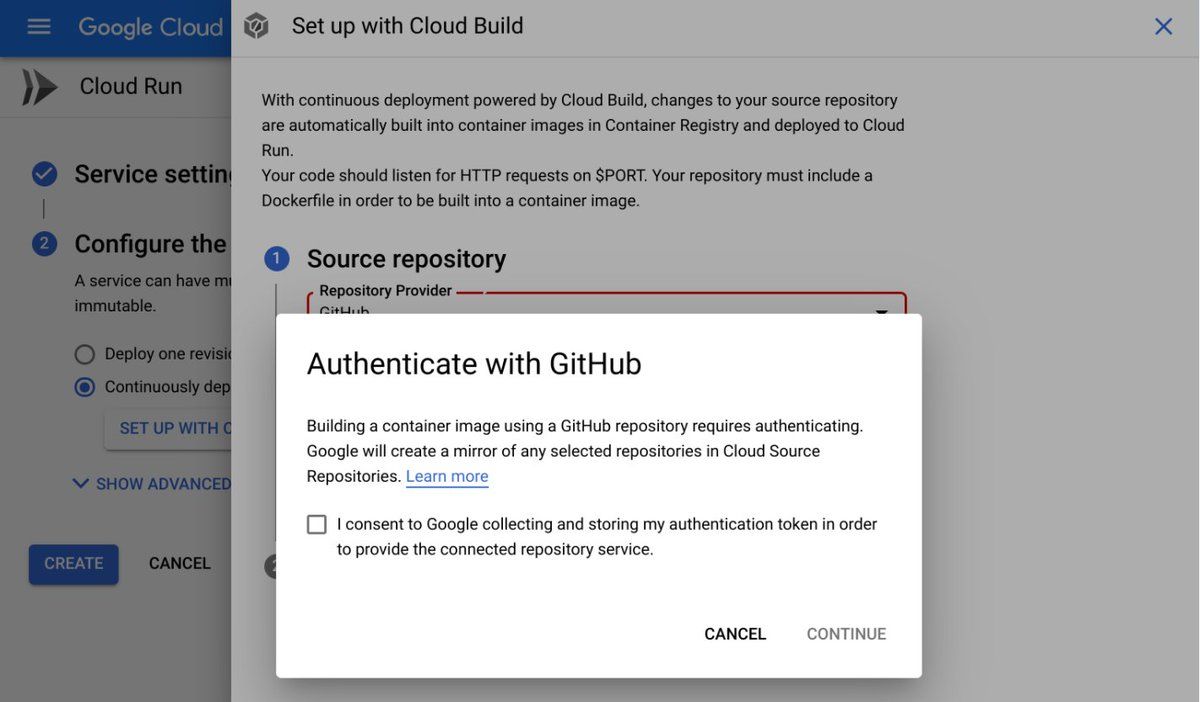 Google Cloud
Set up with Cloud Build
Cloud Run
With continuous deployment powered by Cloud Build, changes to your source repository
are automatically built into container images in Container Registry and deployed to Cloud
Run.
Your code should listen for HTTP requests on $PORT. Your repository must include a
Dockerfile in order to be built into a container image.
Service setting
2
Configure the
A service can have mu
immutable.
Deploy one revisio
Continuously dep
SET UP WITH C
SHOW ADVANCED
CREATE
CANCEL
1
Source repository
Repository Provider
GitHub
Authenticate with GitHub
Building a container image using a GitHub repository requires authenticating.
Google will create a mirror of any selected repositories in Cloud Source
Repositories. Learn more
I consent to Google collecting and storing my authentication token in order
to provide the connected repository service.
2
CANCEL
CONTINUE